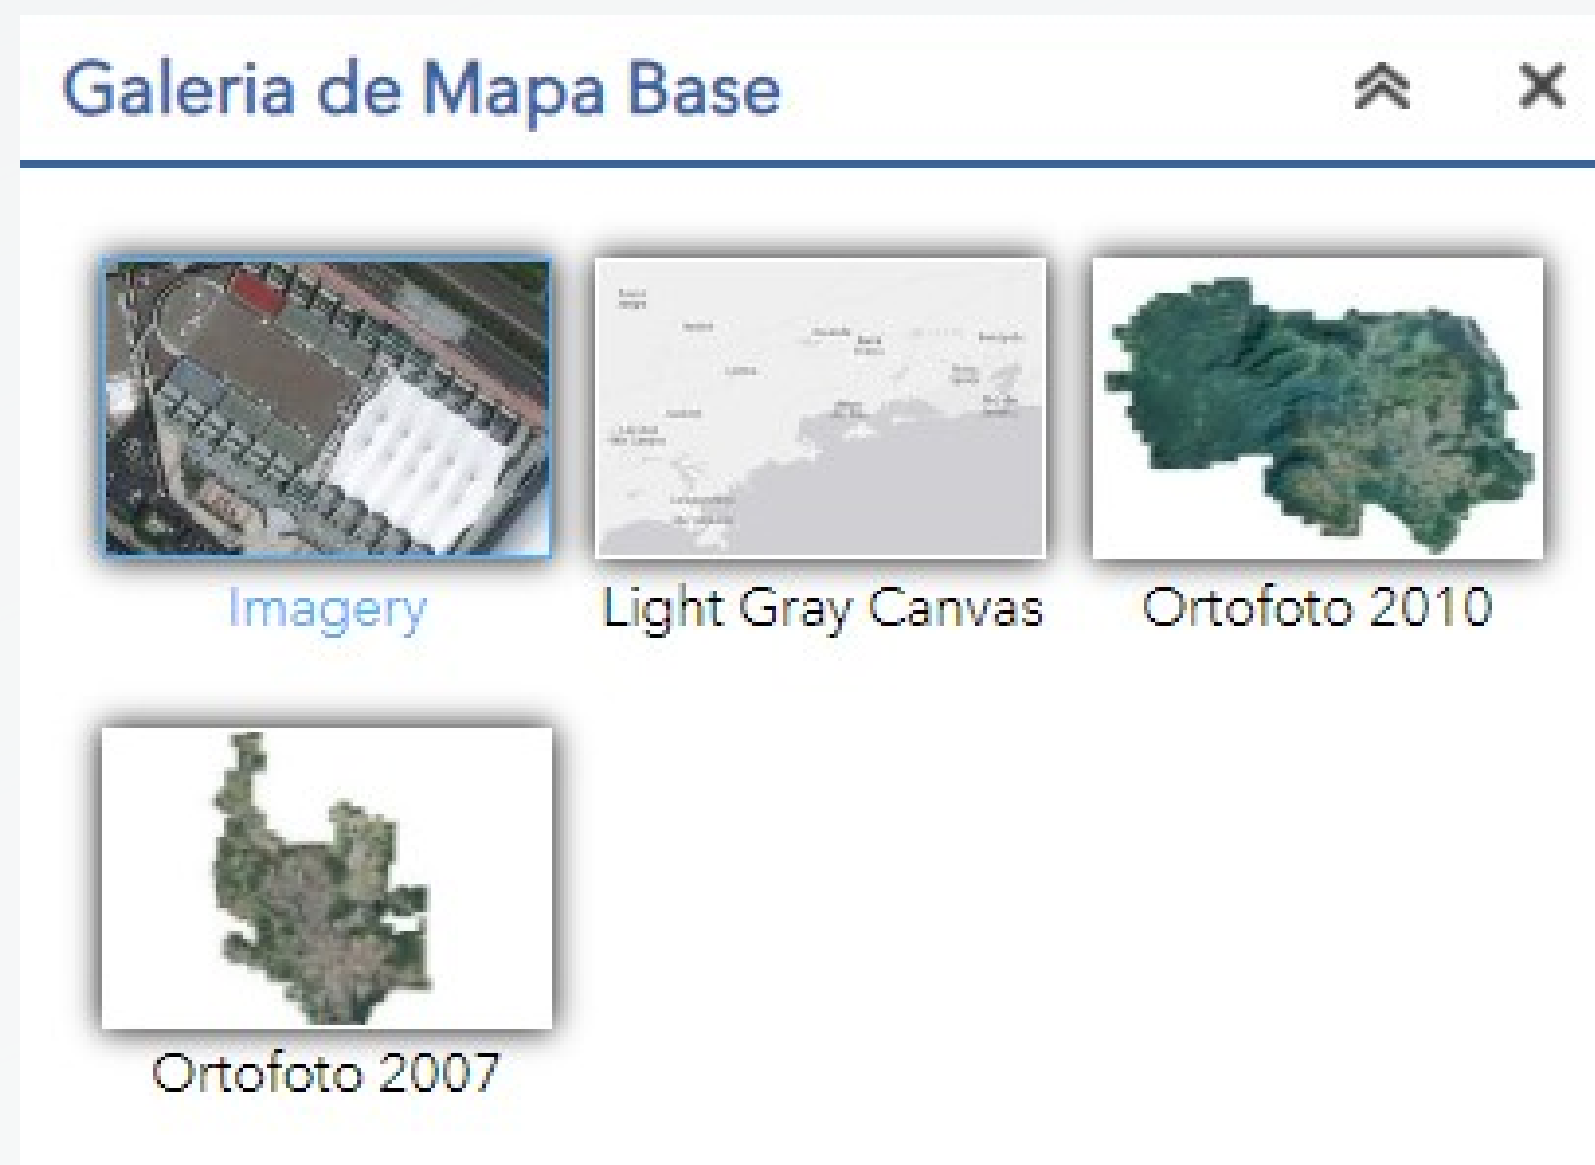 Galeria de Mapa Base
Imagery
Light Gray Canvas
Ortofoto 2010
Ortofoto 2007